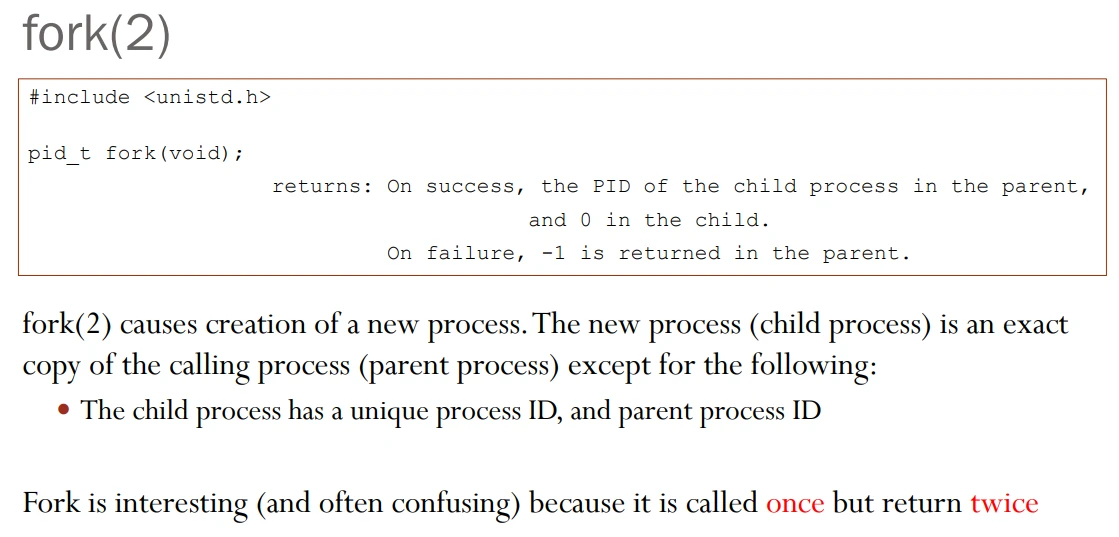 fork(2)
#include <unistd.h>
pid_t fork(void);
returns: On success, the PID of the child process in the parent,
and 0 in the child.
On failure, -1 is returned in the parent.
fork(2) causes creation of a new process. The new process (child process) is an exact
copy of the calling process (parent process) except for the following:
• The child process has a unique process ID, and parent process ID
Fork is interesting (and often confusing) because it is called once but return twice